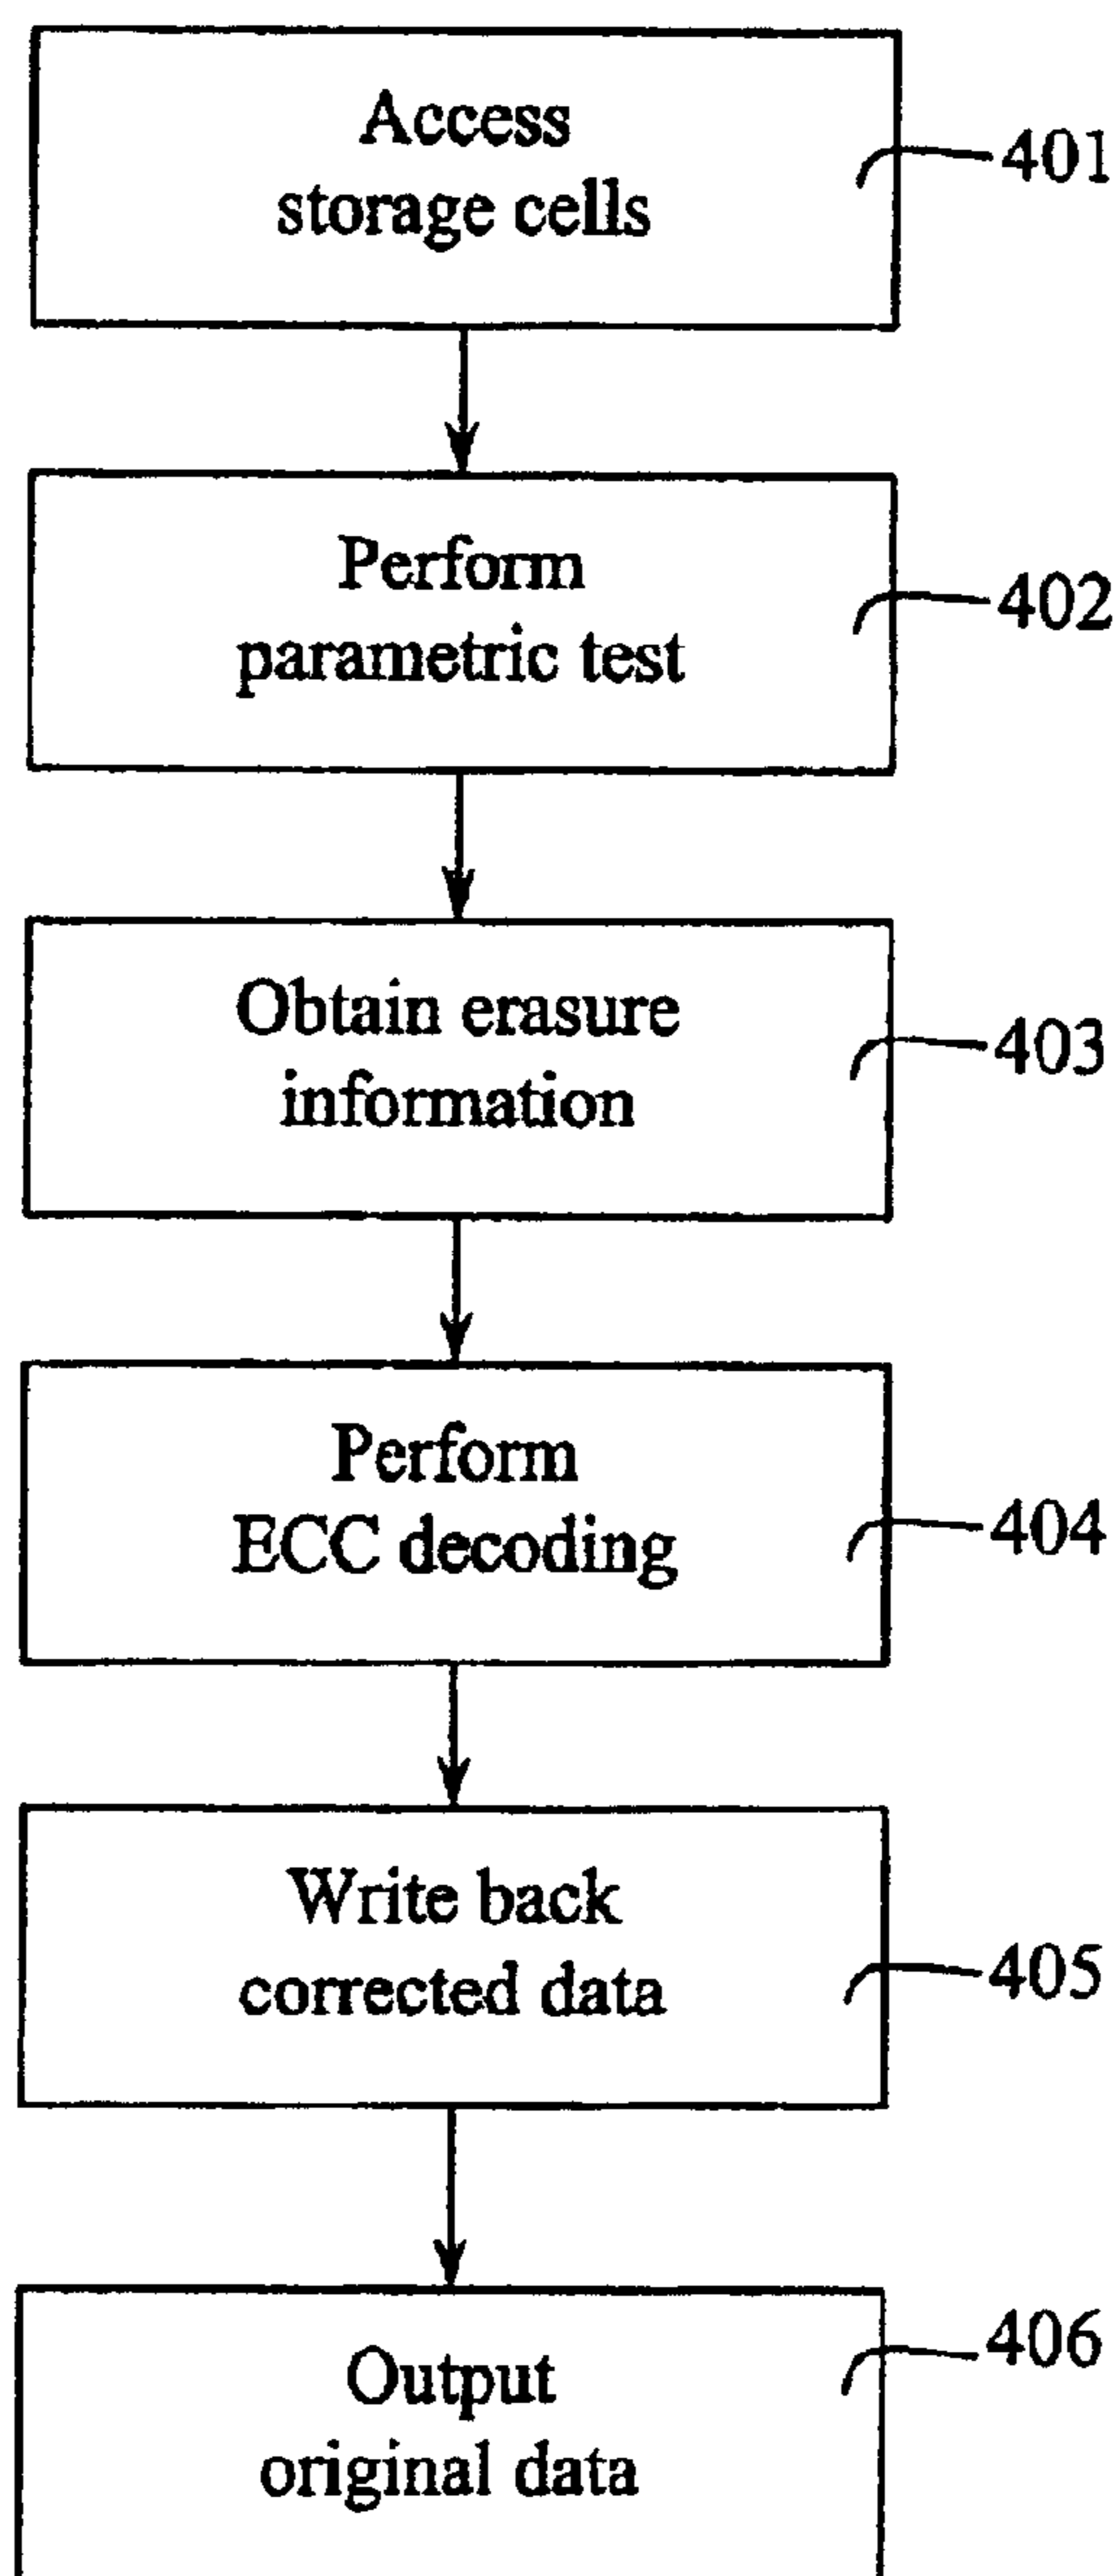 Access
storage cells
401
Perform
parametric test
402
Obtain erasure
information
403
Perform
ECC decoding
404
Write back
corrected data
405
Output
original data
406